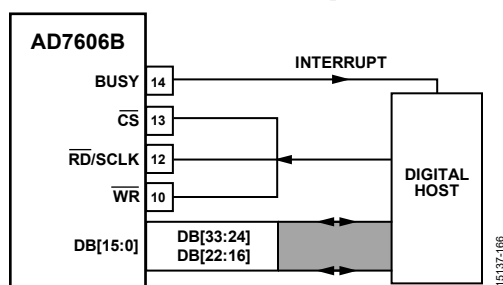 AD7606B
BUSY 14
INTERRUPT
CS 13
RD/SCLK 12
WR 10
DIGITAL
HOST
DB[15:0]
DB[33:24]
DB[22:16]
15137-166